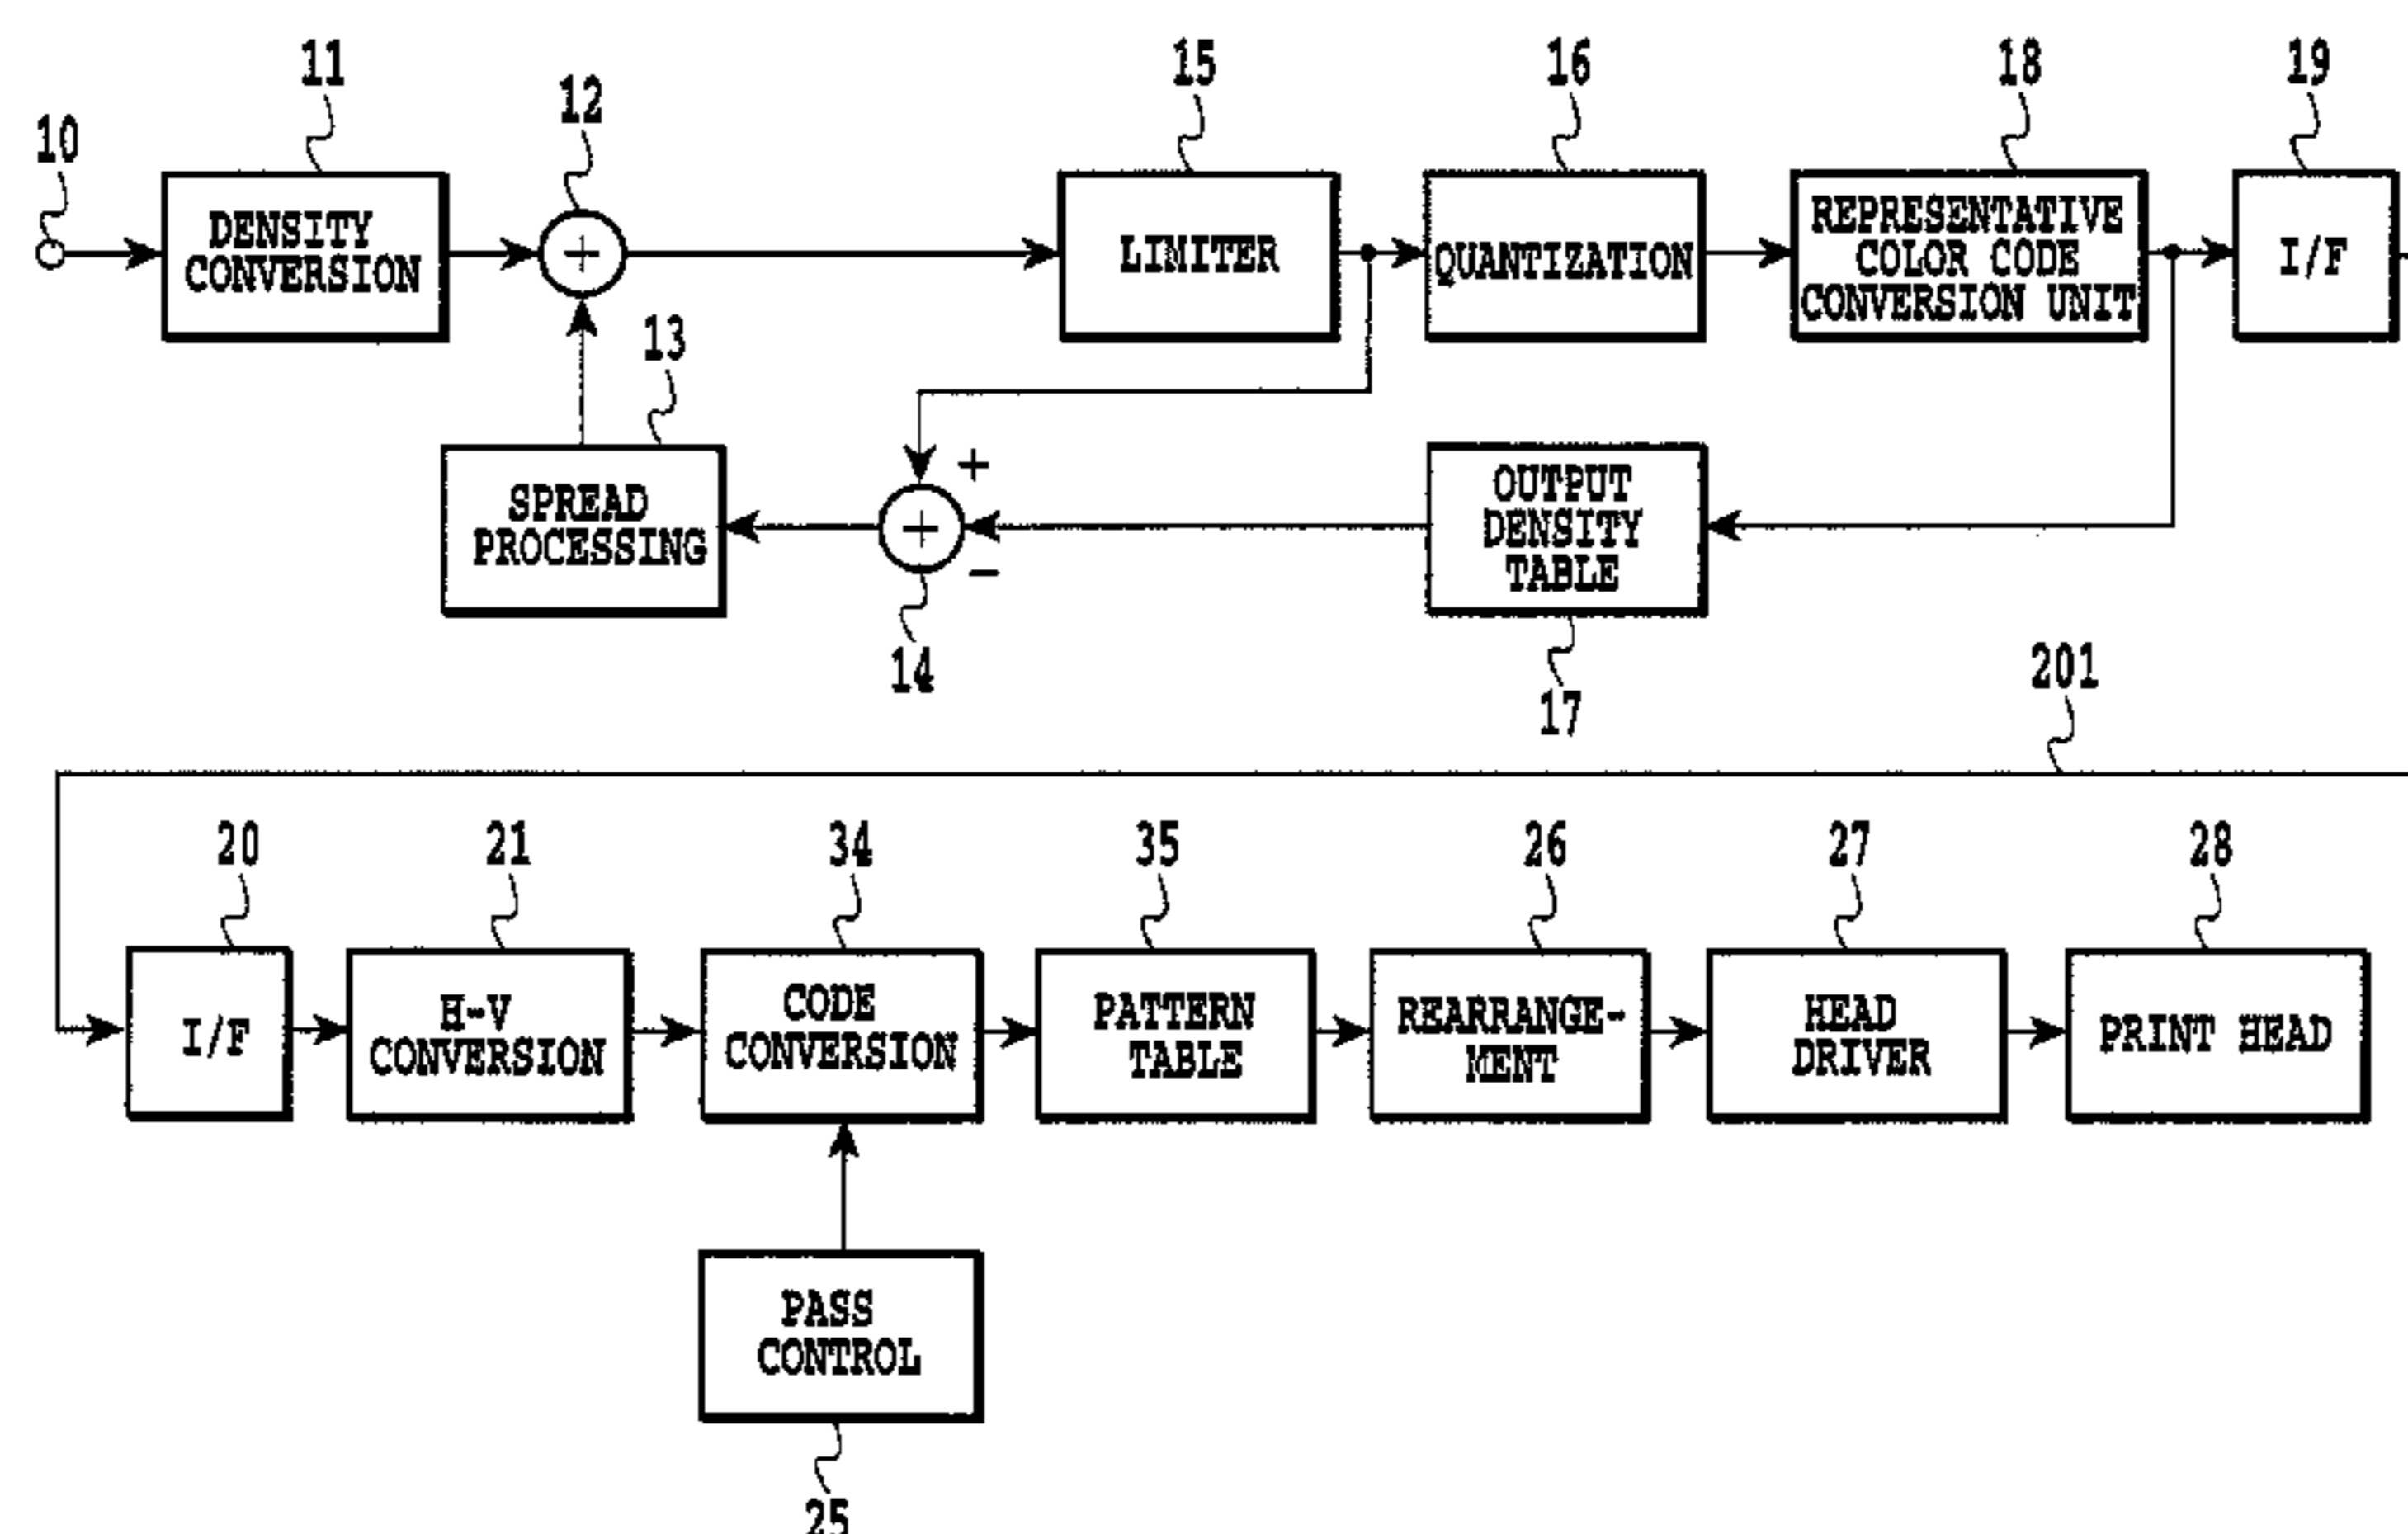 10
11
12
15
16
18
19
DENSITY
CONVERSION
+
LIMITER
QUANTIZATION
REPRESENTATIVE
COLOR CODE
CONVERSION UNIT
I/F
13
SPREAD
PROCESSING
+
+
−
14
OUTPUT
DENSITY
TABLE
17
201
20
21
34
35
26
27
28
I/F
H-V
CONVERSION
CODE
CONVERSION
PATTERN
TABLE
REARRANGE-
MENT
HEAD
DRIVER
PRINT HEAD
PASS
CONTROL
25